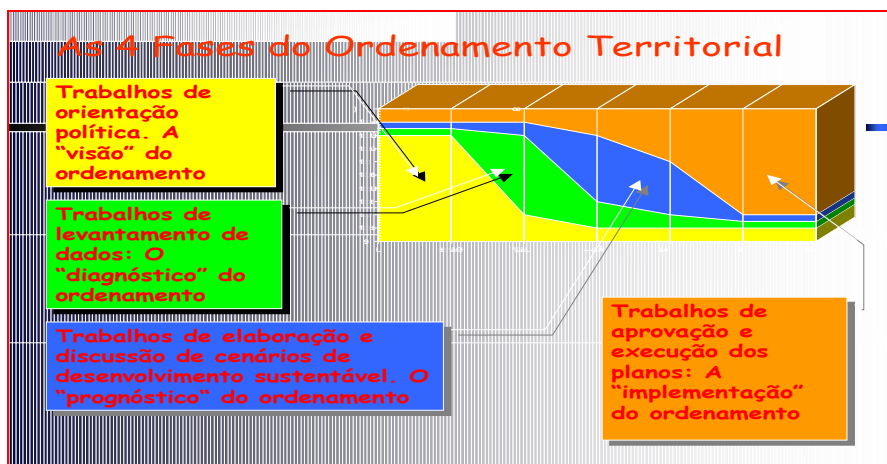 As 4 Fases do Ordenamento Territorial
Trabalhos de
orientação
política. A
“visão” do
ordenamento
Trabalhos de
levantamento de
dados: O
“diagnóstico” do
ordenamento
Trabalhos de elaboração e
discussão de cenários de
desenvolvimento sustentável. O
“prognóstico“ do ordenamento
Trabalhos de
aprovação e
execução dos
planos: A
“implementação”
do ordenamento